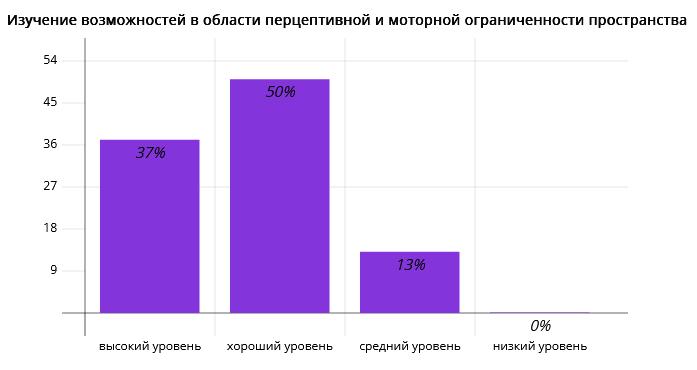 Изучение возможностей в области перцептивной и моторной ограниченности пространства
54
45
36
27
18
9
37%
50%
13%
0%
высокий уровень
хороший уровень
средний уровень
низкий уровень